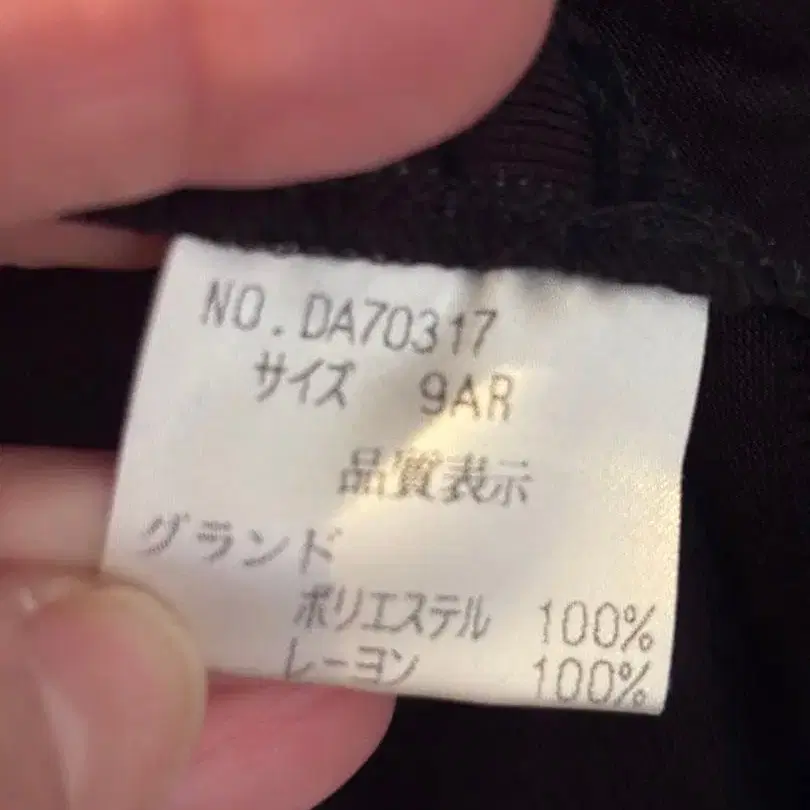 NO.DA70317
サイズ 9AR
品質表示
グランド
ポリエステル 100%
レーヨン 100%